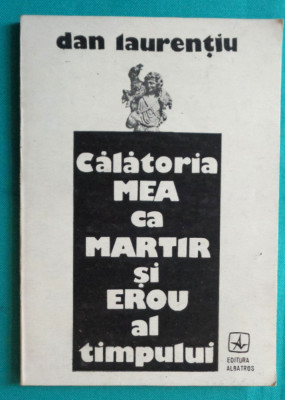 dan laurențiu
Călătoria
MEA
ca
MARTIR
și
EROU
al
timpului
EDITURA
ALBATROS